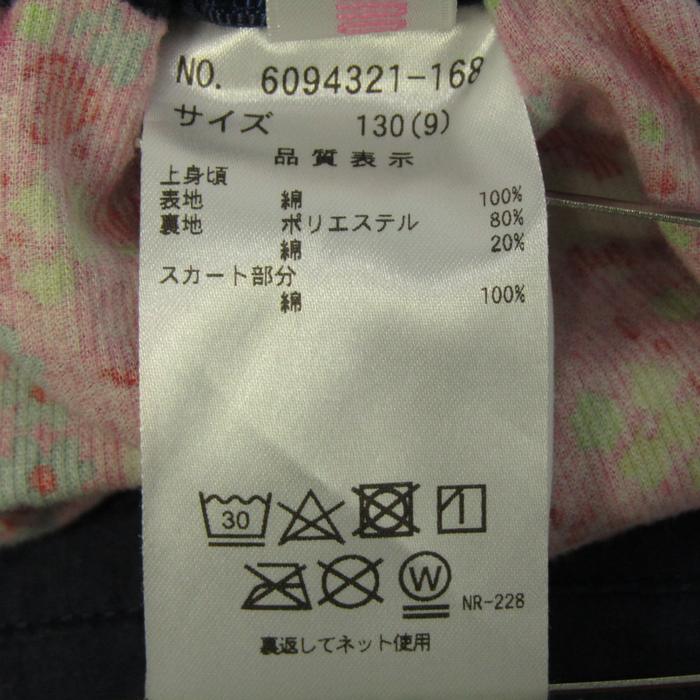 NO. 6094321-168
サイズ 130(9)
品質表示
上身頃
表地 綿 100%
裏地 ポリエステル 80%
綿 20%
スカート部分
綿 100%
30
W NR-228
裏返してネット使用